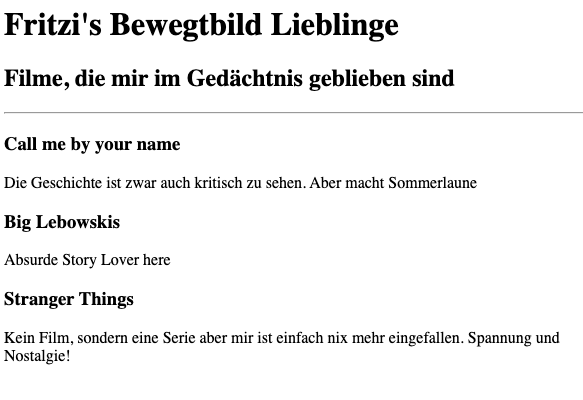 Fritzi's Bewegtbild Lieblinge
Filme, die mir im Gedächtnis geblieben sind
Call me by your name
Die Geschichte ist zwar auch kritisch zu sehen. Aber macht Sommerlaune
Big Lebowskis
Absurde Story Lover here
Stranger Things
Kein Film, sondern eine Serie aber mir ist einfach nix mehr eingefallen. Spannung und
Nostalgie!